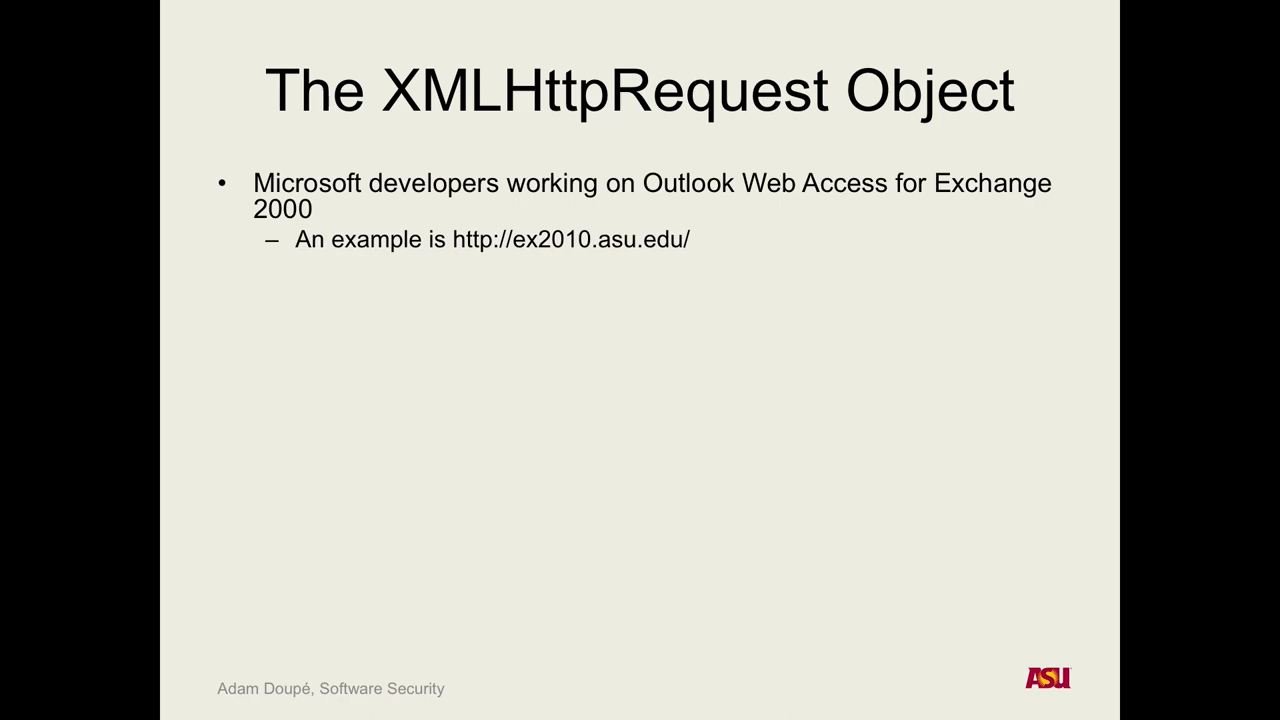 The XMLHttpRequest Object
• Microsoft developers working on Outlook Web Access for Exchange
2000
– An example is http://ex2010.asu.edu/
Adam Doupé, Software Security
ASU